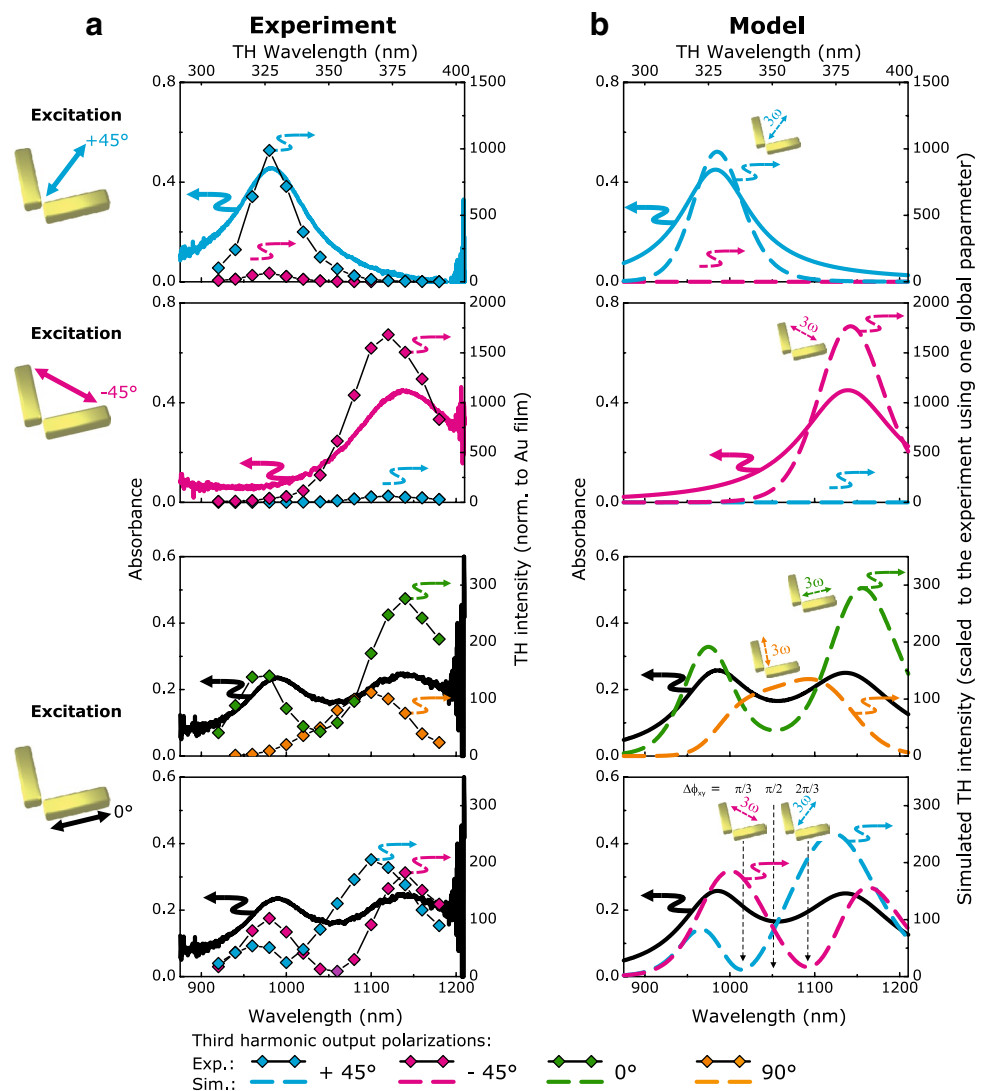 a
Experiment
TH Wavelength (nm)
300 325 350 375 400
b
Model
TH Wavelength (nm)
300 325 350 375 400
Excitation
+45°
0.8
0.4
0.0
1500
1000
500
0
0.8
0.4
0.0
3ω
1500
1000
500
0
Excitation
-45°
0.8
0.4
0.0
2000
1500
1000
500
0
0.8
0.4
0.0
3ω
2000
1500
1000
500
0
Absorbance
TH intensity (norm. to Au film)
Absorbance
Simulated TH intensity (scaled to the experiment using one global paparmeter)
Excitation
0°
0.6
0.4
0.2
0.0
300
200
100
0
0.6
0.4
0.2
0.0
3ω
3ω
300
200
100
0
0.6
0.4
0.2
0.0
300
200
100
0
0.6
0.4
0.2
0.0
Δϕxy = π/3 π/2 2π/3
3ω
3ω
300
200
100
0
900 1000 1100 1200
Wavelength (nm)
900 1000 1100 1200
Wavelength (nm)
Third harmonic output polarizations:
Exp.:
Sim.:
+ 45°
- 45°
0°
90°